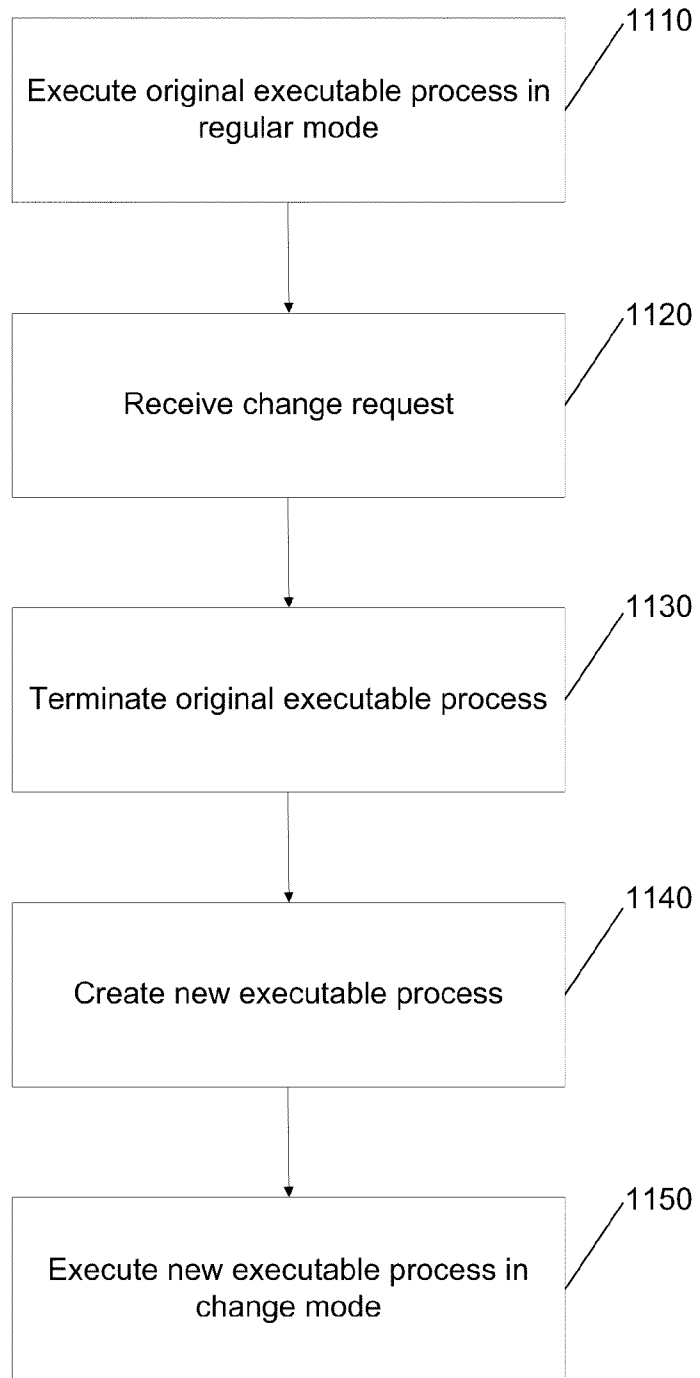 1110
Execute original executable process in
regular mode
1120
Receive change request
1130
Terminate original executable process
1140
Create new executable process
1150
Execute new executable process in
change mode